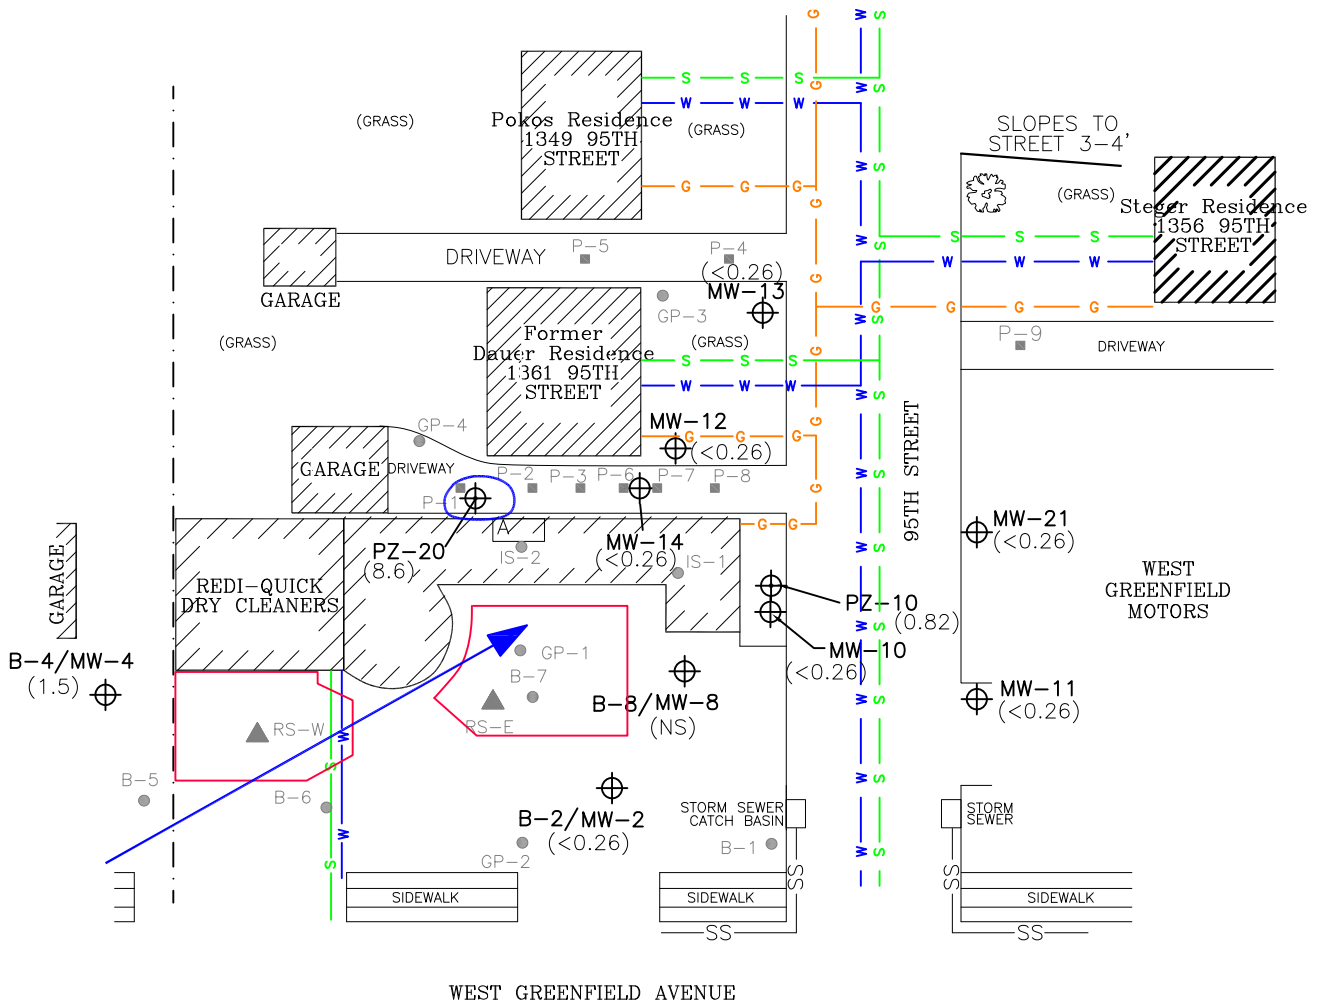 G
W
S
S
S
S
G
W
S
W
W
W
Pokos Residence
1349 95TH
STREET
(GRASS)
(GRASS)
SLOPES TO
STREET 3-4'
W
S
G
G
G
G
(GRASS)
Steger Residence
1356 95TH
STREET
W
S
S
S
S
DRIVEWAY
P-5
P-4
(<0.26)
W
W
W
GARAGE
MW-13
G
GP-3
G
G
G
G
W
S
(GRASS)
Former
Dauer Residence
1361 95TH
STREET
(GRASS)
P-9
DRIVEWAY
S
S
S
G
W
W
W
W
S
GP-4
MW-12
G
G
G
G
(<0.26)
95TH STREET
GARAGE
DRIVEWAY
P-2
P-3
P-6
P-7
P-8
W
S
P-1
G
G
G
A
MW-21
(<0.26)
PZ-20
(8.6)
IS-2
MW-14
(<0.26)
IS-1
W
S
GARAGE
REDI-QUICK
DRY CLEANERS
WEST
GREENFIELD
MOTORS
PZ-10
(0.82)
W
S
B-4/MW-4
(1.5)
GP-1
MW-10
(<0.26)
B-7
B-8/MW-8
(NS)
MW-11
(<0.26)
W
S
RS-W
RS-E
W
S
B-5
B-6
W
S
B-2/MW-2
(<0.26)
STORM SEWER
CATCH BASIN
STORM
SEWER
W
S
GP-2
B-1
W
S
SS
SS
SIDEWALK
SIDEWALK
SIDEWALK
SS
SS
WEST GREENFIELD AVENUE